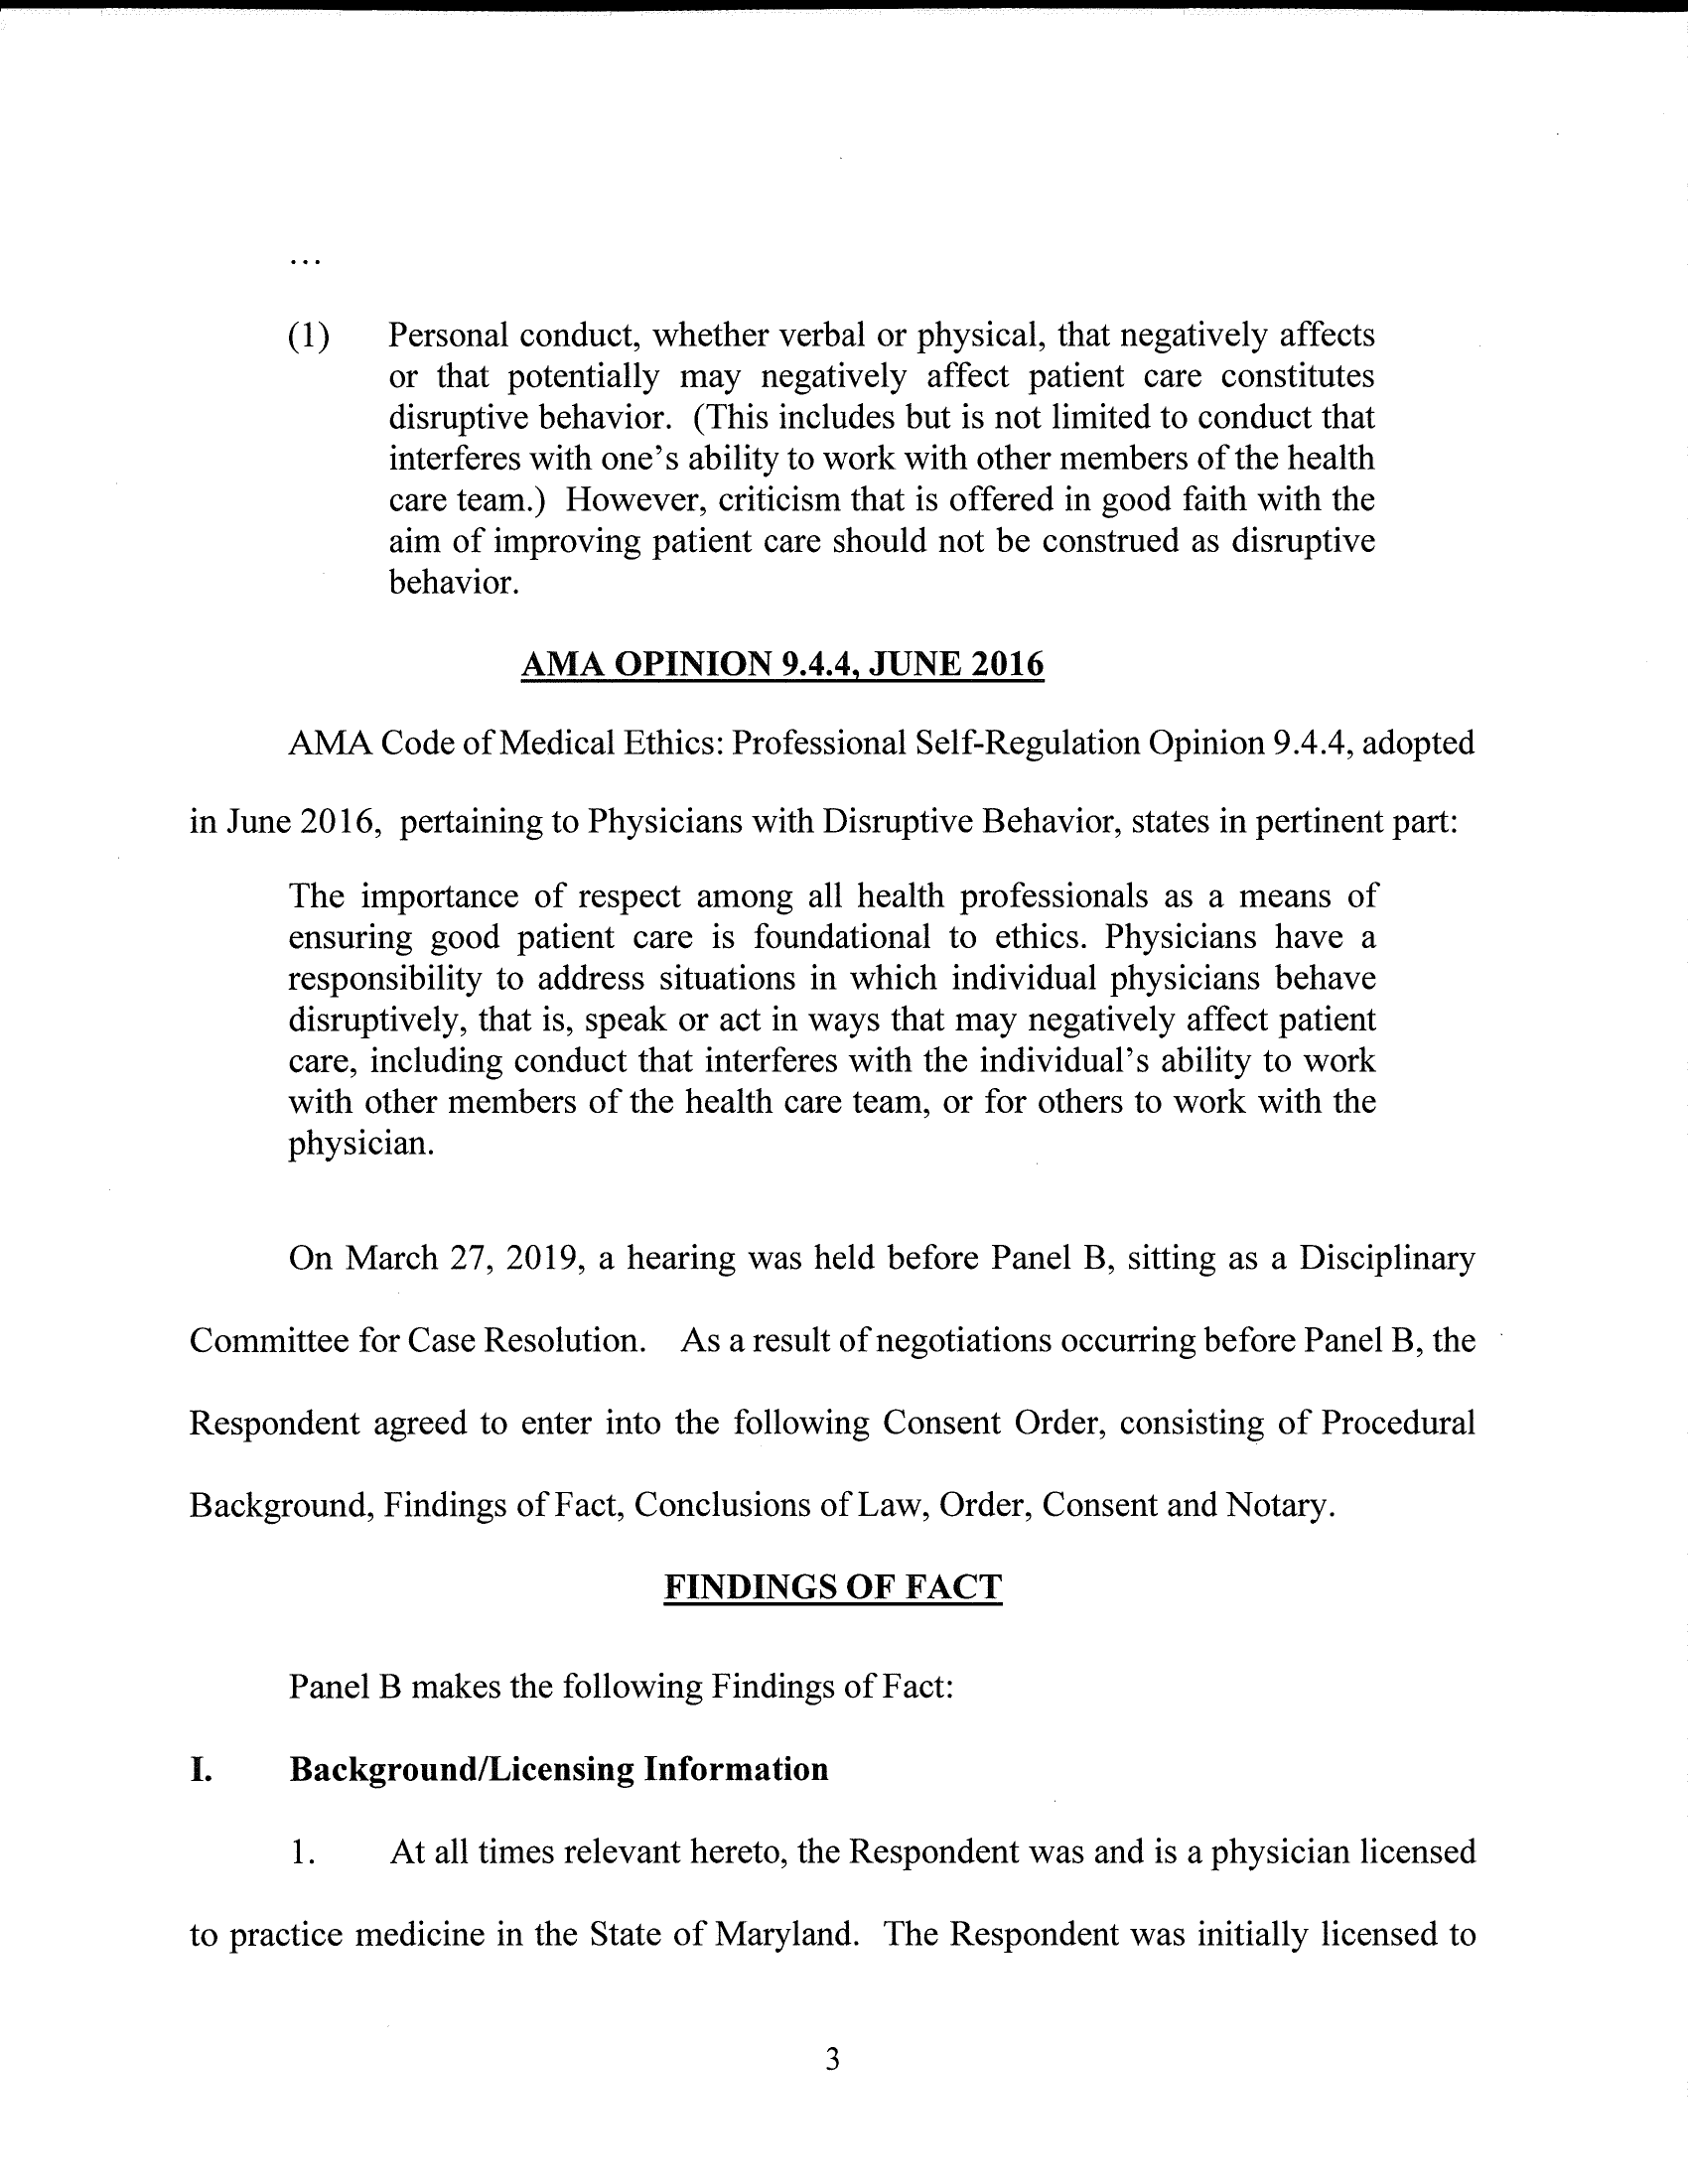 ...
(1) Personal conduct, whether verbal or physical, that negatively affects
or that potentially may negatively affect patient care constitutes
disruptive behavior. (This includes but is not limited to conduct that
interferes with one's ability to work with other members of the health
care team.) However, criticism that is offered in good faith with the
aim of improving patient care should not be construed as disruptive
behavior.
AMA OPINION 9.4.4, JUNE 2016
AMA Code of Medical Ethics: Professional Self-Regulation Opinion 9.4.4, adopted
in June 2016, pertaining to Physicians with Disruptive Behavior, states in pertinent part:
The importance of respect among all health professionals as a means of
ensuring good patient care is foundational to ethics. Physicians have a
responsibility to address situations in which individual physicians behave
disruptively, that is, speak or act in ways that may negatively affect patient
care, including conduct that interferes with the individual's ability to work
with other members of the health care team, or for others to work with the
physician.
On March 27, 2019, a hearing was held before Panel B, sitting as a Disciplinary
Committee for Case Resolution. As a result of negotiations occurring before Panel B, the
Respondent agreed to enter into the following Consent Order, consisting of Procedural
Background, Findings of Fact, Conclusions of Law, Order, Consent and Notary.
FINDINGS OF FACT
Panel B makes the following Findings of Fact:
I. Background/Licensing Information
1. At all times relevant hereto, the Respondent was and is a physician licensed
to practice medicine in the State of Maryland. The Respondent was initially licensed to
3